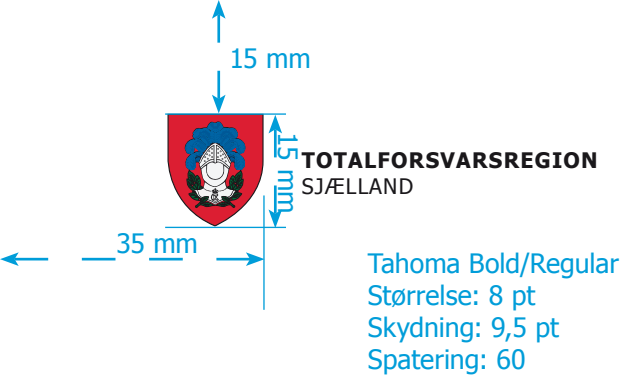 15 mm
15 mm
TOTALFORSVARSREGION
SJÆLLAND
35 mm
Tahoma Bold/Regular
Størrelse: 8 pt
Skydning: 9,5 pt
Spatering: 60